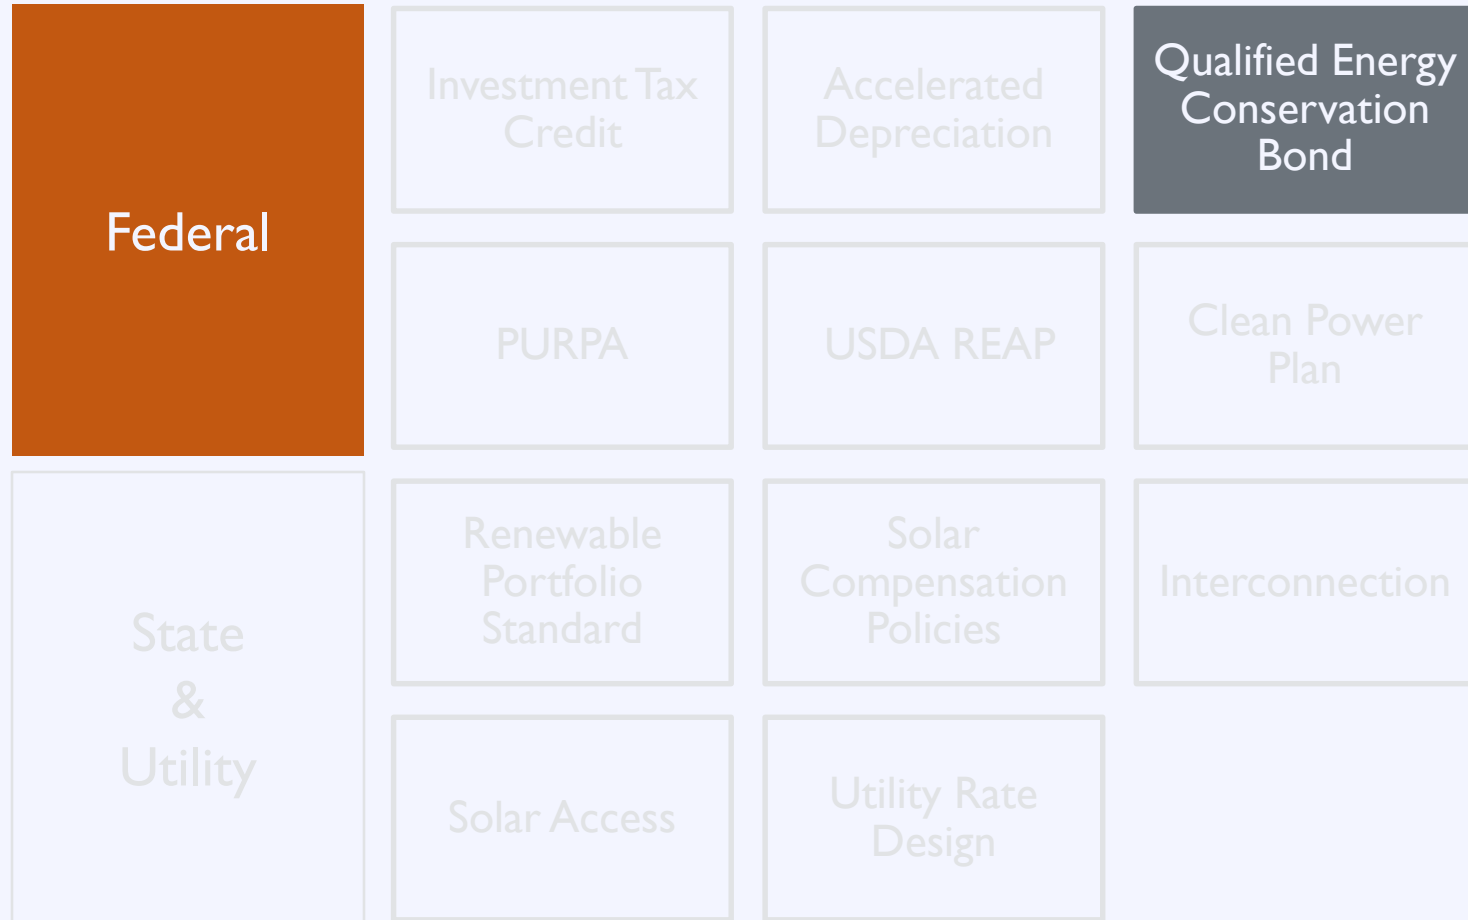 Federal
Investment Tax
Credit
Accelerated
Depreciation
Qualified Energy
Conservation
Bond
PURPA
USDA REAP
Clean Power
Plan
State
&
Utility
Renewable
Portfolio
Standard
Solar
Compensation
Policies
Interconnection
Solar Access
Utility Rate
Design